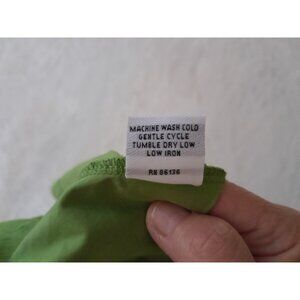 MACHINE WASH COLD
GENTLE CYCLE
TUMBLE DRY LOW
LOW IRON
RN 86136